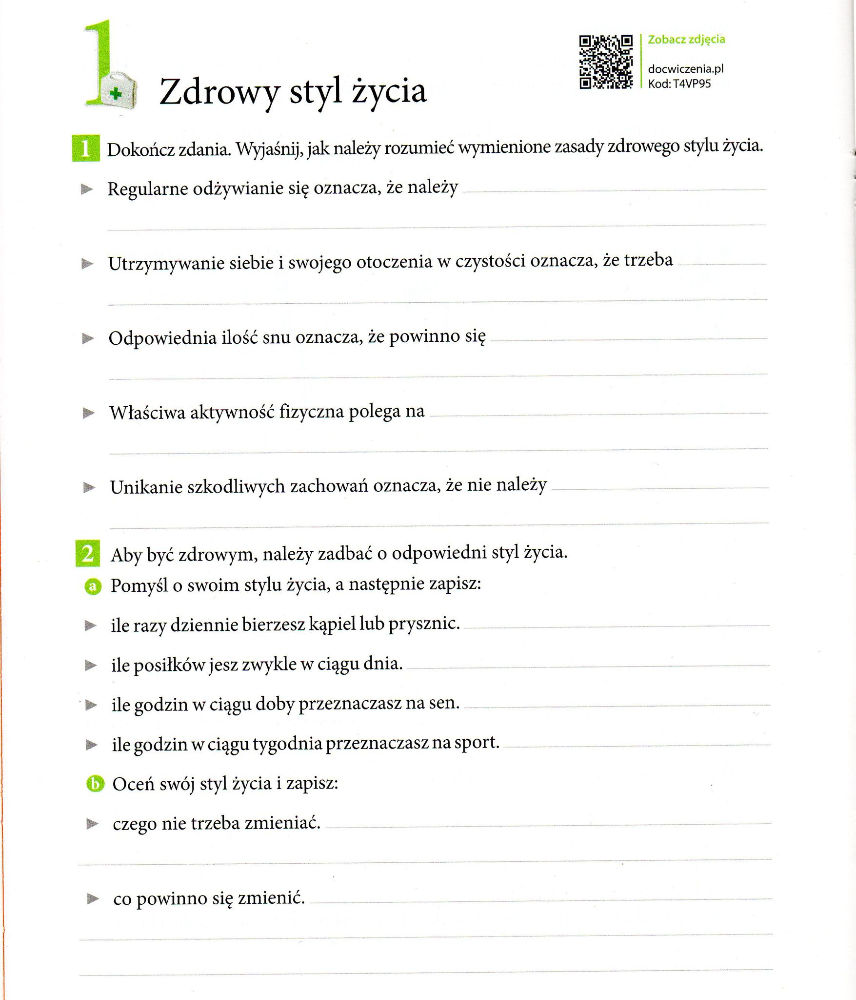 1
Zdrowy styl życia
Zobacz zdjęcia
docwiczenia.pl
Kod: T4VP95
1 Dokończ zdania. Wyjaśnij, jak należy rozumieć wymienione zasady zdrowego stylu życia.
► Regularne odżywianie się oznacza, że należy
► Utrzymywanie siebie i swojego otoczenia w czystości oznacza, że trzeba
► Odpowiednia ilość snu oznacza, że powinno się
► Właściwa aktywność fizyczna polega na
► Unikanie szkodliwych zachowań oznacza, że nie należy
2 Aby być zdrowym, należy zadbać o odpowiedni styl życia.
a Pomyśl o swoim stylu życia, a następnie zapisz:
► ile razy dziennie bierzesz kąpiel lub prysznic.
► ile posiłków jesz zwykle w ciągu dnia.
► ile godzin w ciągu doby przeznaczasz na sen.
► ile godzin w ciągu tygodnia przeznaczasz na sport.
b Oceń swój styl życia i zapisz:
► czego nie trzeba zmieniać.
► co powinno się zmienić.